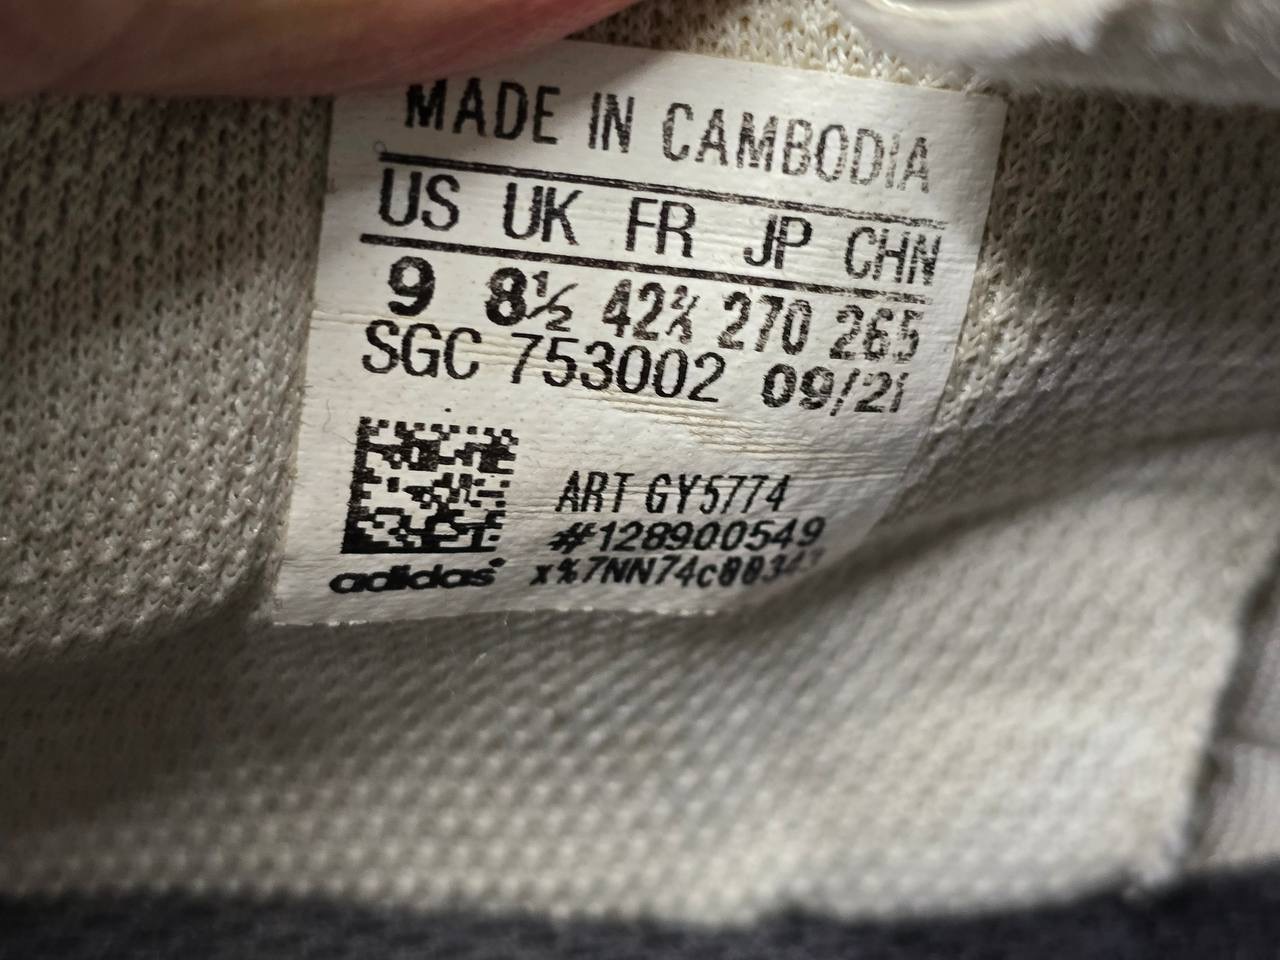 MADE IN CAMBODIA
US UK FR JP CHN
9 8½ 42⅔ 270 265
SGC 753002 09/21
ART GY5774
#128900549
adidas